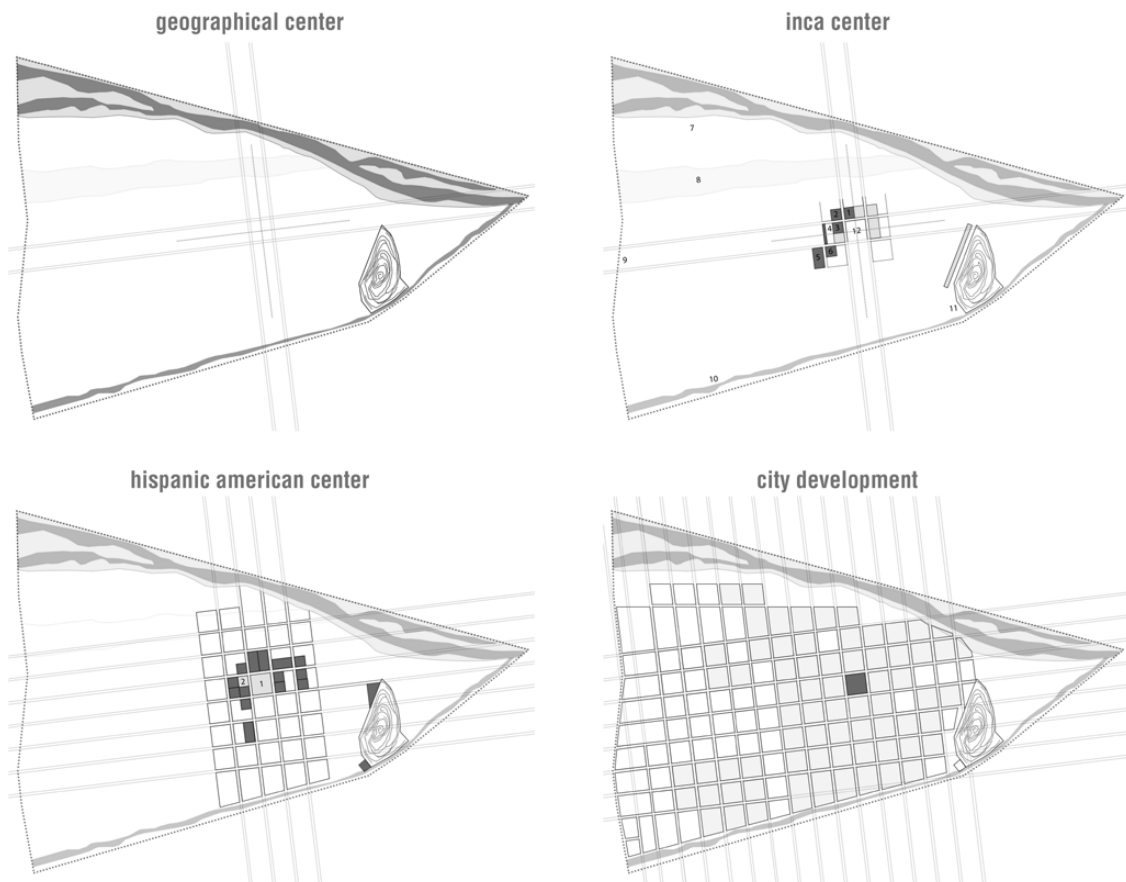 geographical center
inca center
7
8
2 1
4 3 12
9
5 6
11
10
hispanic american center
city development
2 1